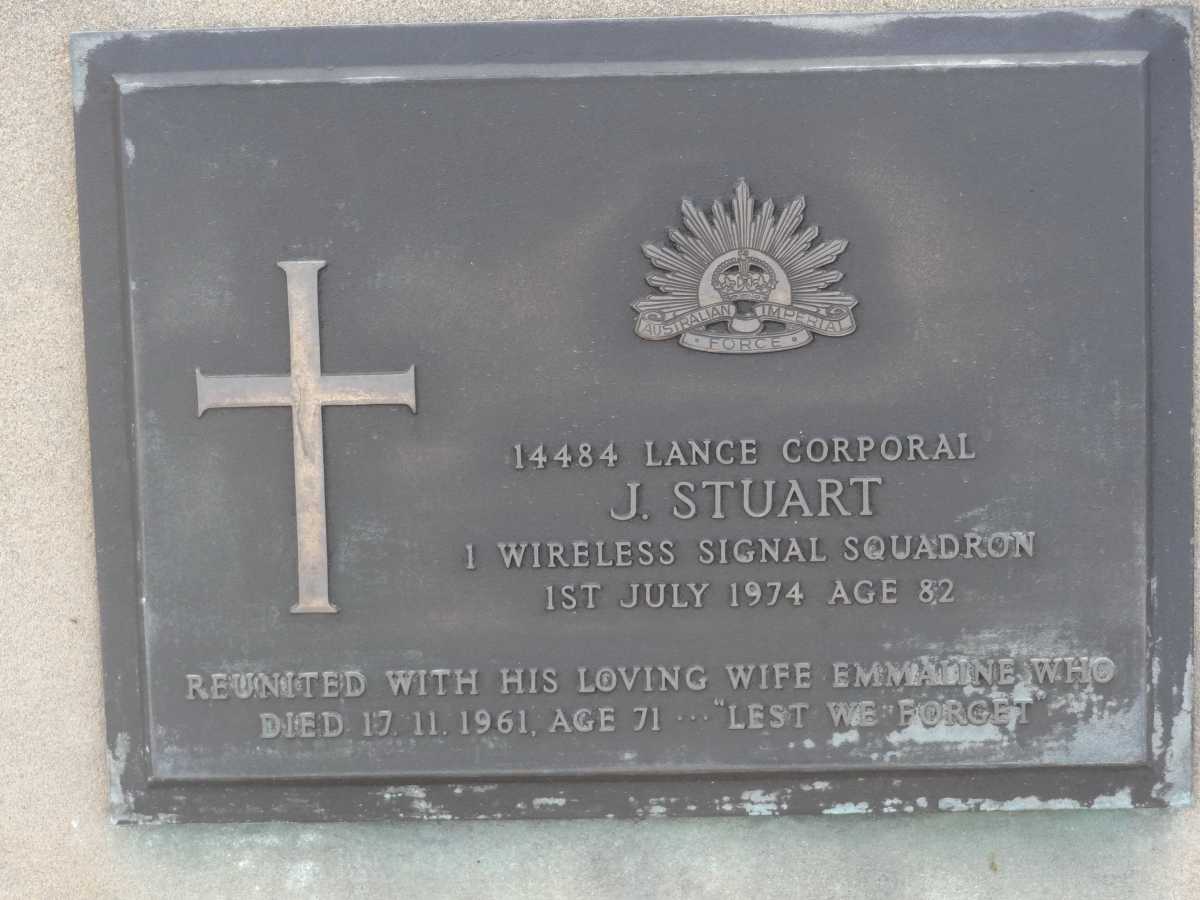 AUSTRALIAN IMPERIAL
FORCE
14484 LANCE CORPORAL
J. STUART
1 WIRELESS SIGNAL SQUADRON
1ST JULY 1974 AGE 82
REUNITED WITH HIS LOVING WIFE EMMALINE WHO
DIED 17. 11. 1961, AGE 71 ... "LEST WE FORGET"